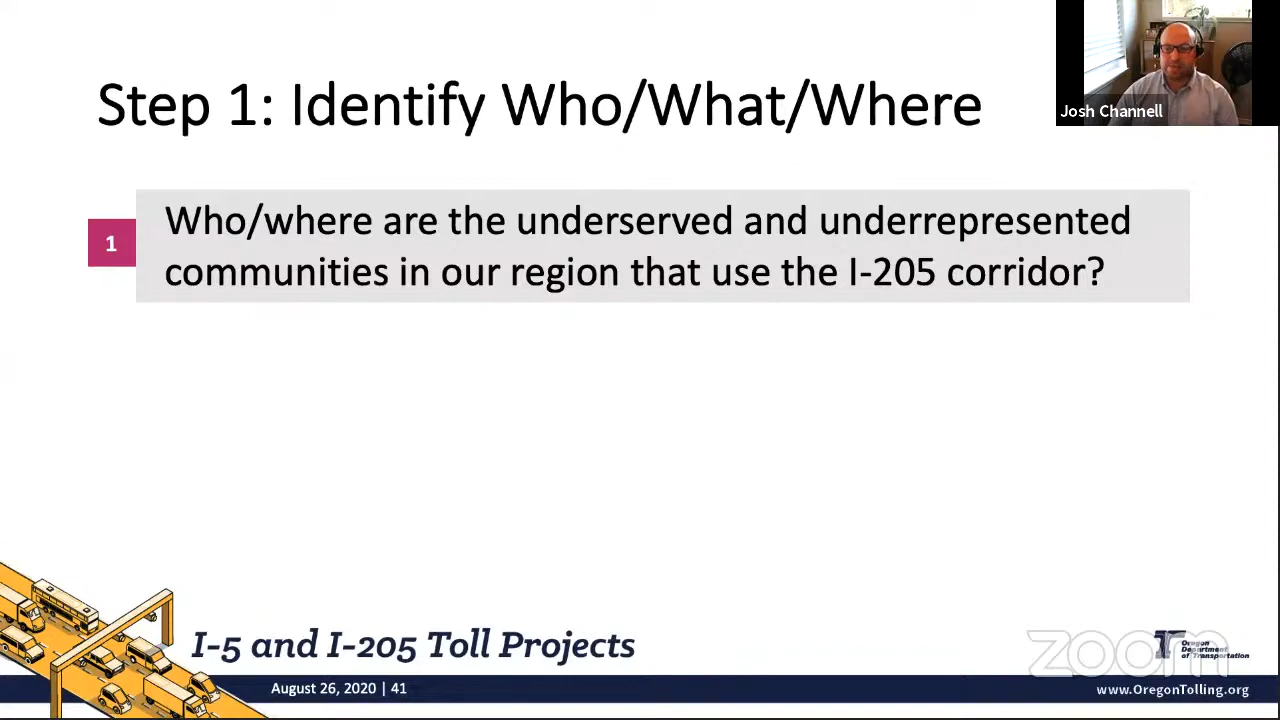 Step 1: Identify Who/What/Where
Josh Channell
1
Who/where are the underserved and underrepresented
communities in our region that use the I-205 corridor?
I-5 and I-205 Toll Projects
zoom
Oregon
Department
of Transportation
August 26, 2020 | 41
www.OregonTolling.org